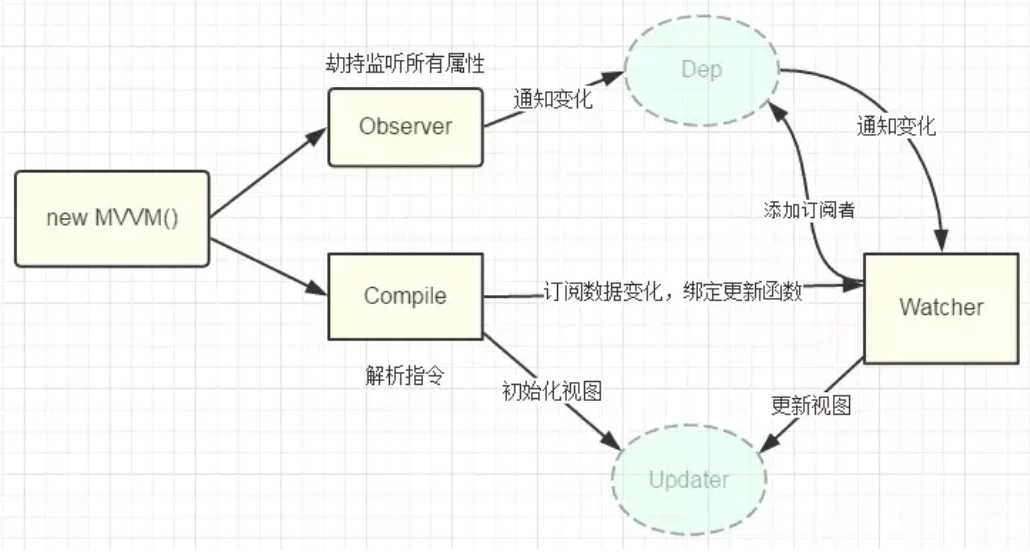 劫持监听所有属性
Observer
通知变化
Dep
通知变化
new MVVM()
添加订阅者
Compile
订阅数据变化，绑定更新函数
Watcher
解析指令
初始化视图
更新视图
Updater